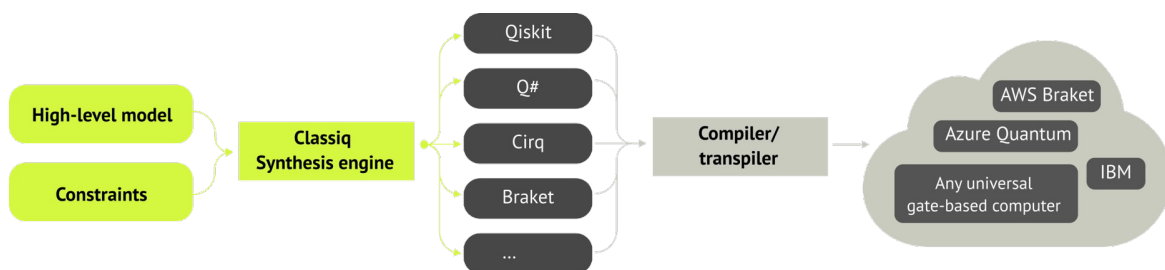 High-level model
Constraints
Classiq
Synthesis engine
Qiskit
Q#
Cirq
Braket
...
Compiler/
transpiler
AWS Braket
Azure Quantum
IBM
Any universal
gate-based computer